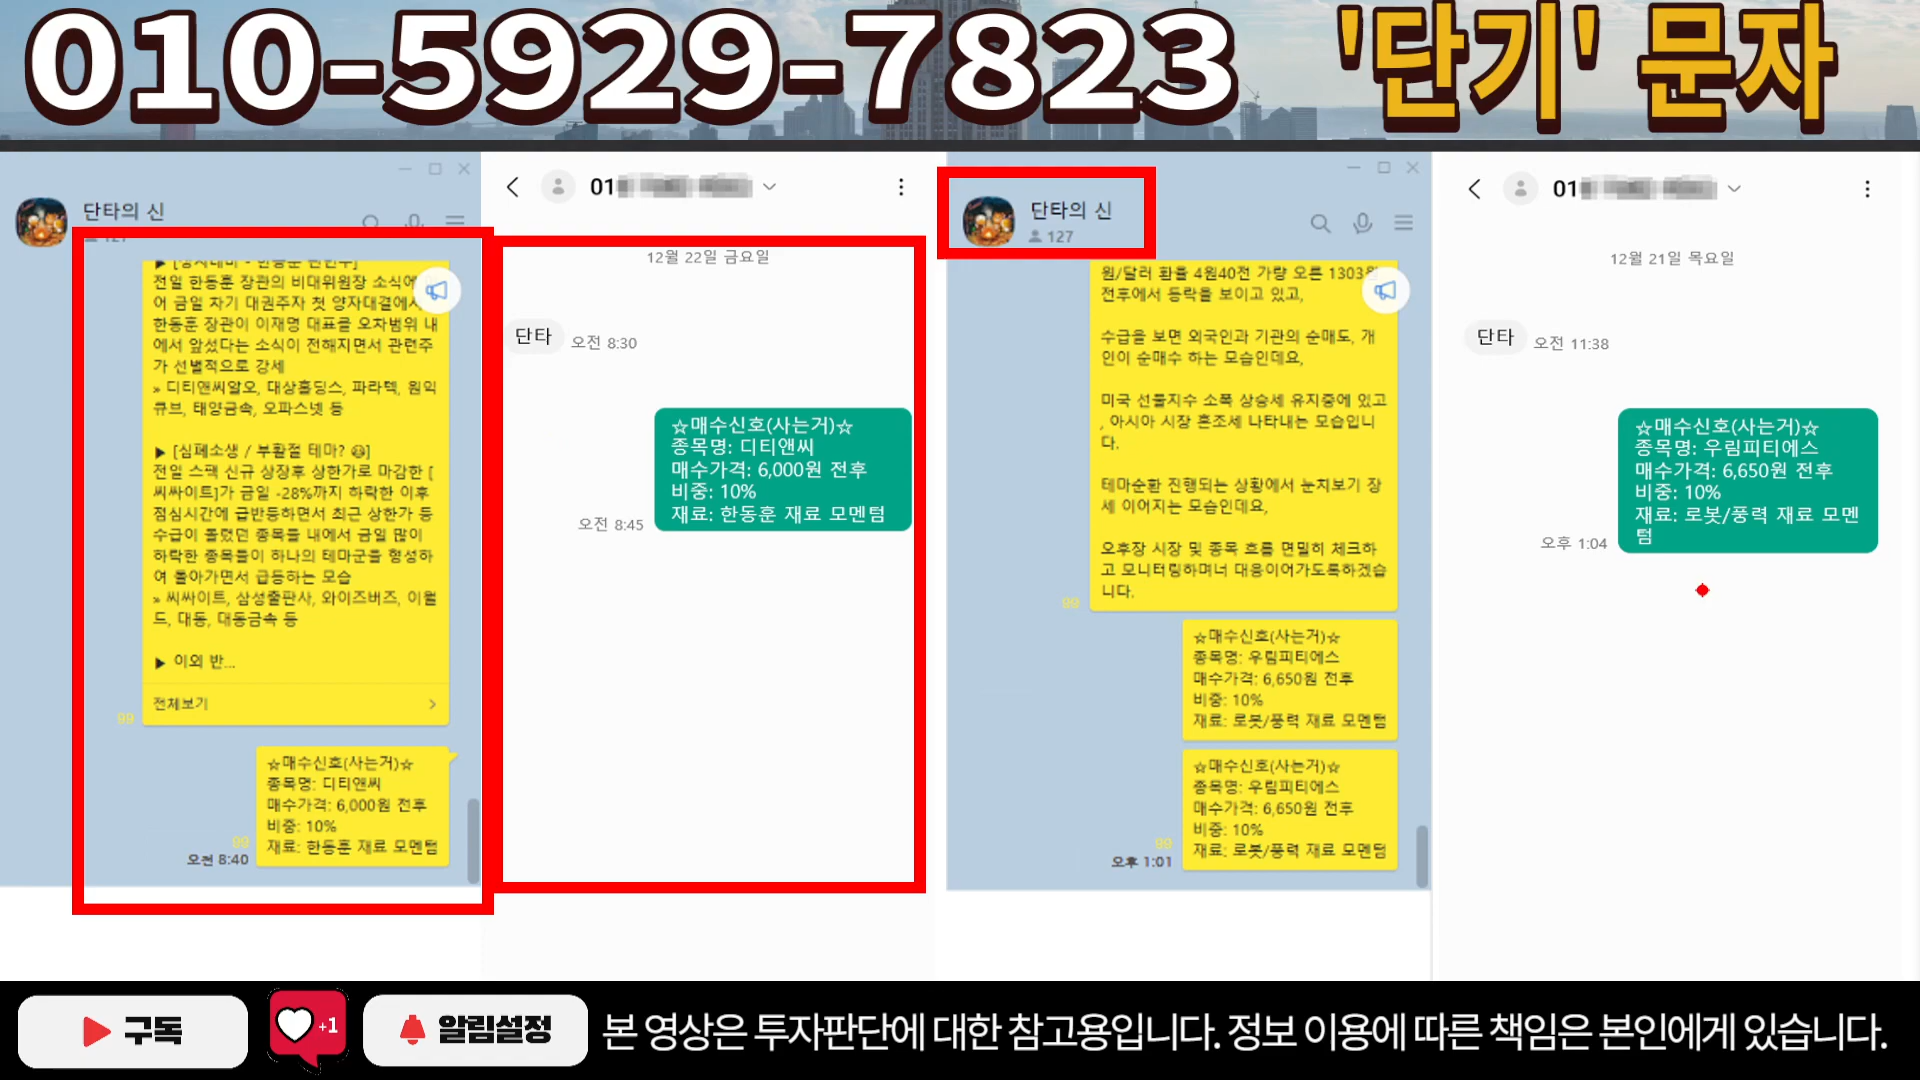 010-5929-7823 '단기' 문자
단타의 신
127
▶ [정치테마 - 한동훈 관련주]
전일 한동훈 장관의 비대위원장 소식에
어 금일 차기 대권주자 첫 양자대결에서
한동훈 장관이 이재명 대표를 오차범위 내
에서 앞섰다는 소식이 전해지면서 관련주
가 선별적으로 강세
» 디티앤씨알오, 대상홀딩스, 파라텍, 원익
큐브, 태양금속, 오파스넷 등
▶ [심폐소생 / 부활절 테마? 😂]
전일 스팩 신규 상장후 상한가로 마감한 [
씨싸이트]가 금일 -28%까지 하락한 이후
점심시간에 급반등하면서 최근 상한가 등
수급이 몰렸던 종목들 내에서 금일 많이
하락한 종목들이 하나의 테마군을 형성하
여 돌아가면서 급등하는 모습
» 씨싸이트, 삼성출판사, 와이즈버즈, 이월
드, 대동, 대동금속 등
▶ 이외 반...
전체보기
99
☆매수신호(사는거)☆
종목명: 디티앤씨
매수가격: 6,000원 전후
비중: 10%
재료: 한동훈 재료 모멘텀
99
오전 8:40
01
12월 22일 금요일
단타
오전 8:30
☆매수신호(사는거)☆
종목명: 디티앤씨
매수가격: 6,000원 전후
비중: 10%
재료: 한동훈 재료 모멘텀
오전 8:45
단타의 신
127
원/달러 환율 4원40전 가량 오른 1303원
전후에서 등락을 보이고 있고,
수급을 보면 외국인과 기관의 순매도, 개
인이 순매수 하는 모습인데요,
미국 선물지수 소폭 상승세 유지중에 있고
, 아시아 시장 혼조세 나타내는 모습입니
다.
테마순환 진행되는 상황에서 눈치보기 장
세 이어지는 모습인데요,
오후장 시장 및 종목 흐름 면밀히 체크하
고 모니터링하며너 대응이어가도록하겠습
니다.
99
☆매수신호(사는거)☆
종목명: 우림피티에스
매수가격: 6,650원 전후
비중: 10%
재료: 로봇/풍력 재료 모멘텀
☆매수신호(사는거)☆
종목명: 우림피티에스
매수가격: 6,650원 전후
비중: 10%
재료: 로봇/풍력 재료 모멘텀
99
오후 1:01
01
12월 21일 목요일
단타
오전 11:38
☆매수신호(사는거)☆
종목명: 우림피티에스
매수가격: 6,650원 전후
비중: 10%
재료: 로봇/풍력 재료 모멘
텀
오후 1:04
구독
+1
알림설정
본 영상은 투자판단에 대한 참고용입니다. 정보 이용에 따른 책임은 본인에게 있습니다.